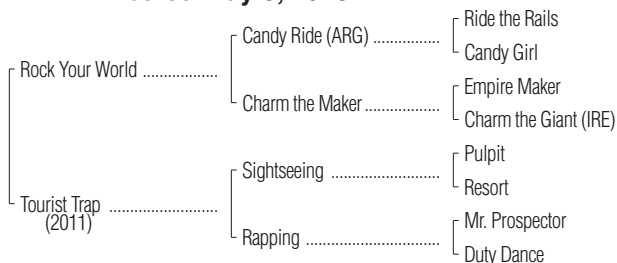 Ride the Rails
Candy Ride (ARG) ................
Candy Girl
Rock Your World ..................
Empire Maker
Charm the Maker ..................
Charm the Giant (IRE)
Pulpit
Sightseeing ..........................
Resort
Tourist Trap ..........................
(2011)
Mr. Prospector
Rapping ................................
Duty Dance